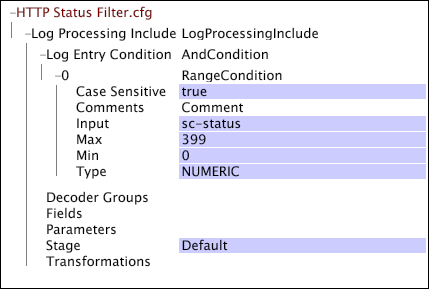 HTTP Status Filter.cfg
Log Processing Include LogProcessingInclude
Log Entry Condition AndCondition
0 RangeCondition
Case Sensitive true
Comments Comment
Input sc-status
Max 399
Min 0
Type NUMERIC
Decoder Groups
Fields
Parameters
Stage Default
Transformations